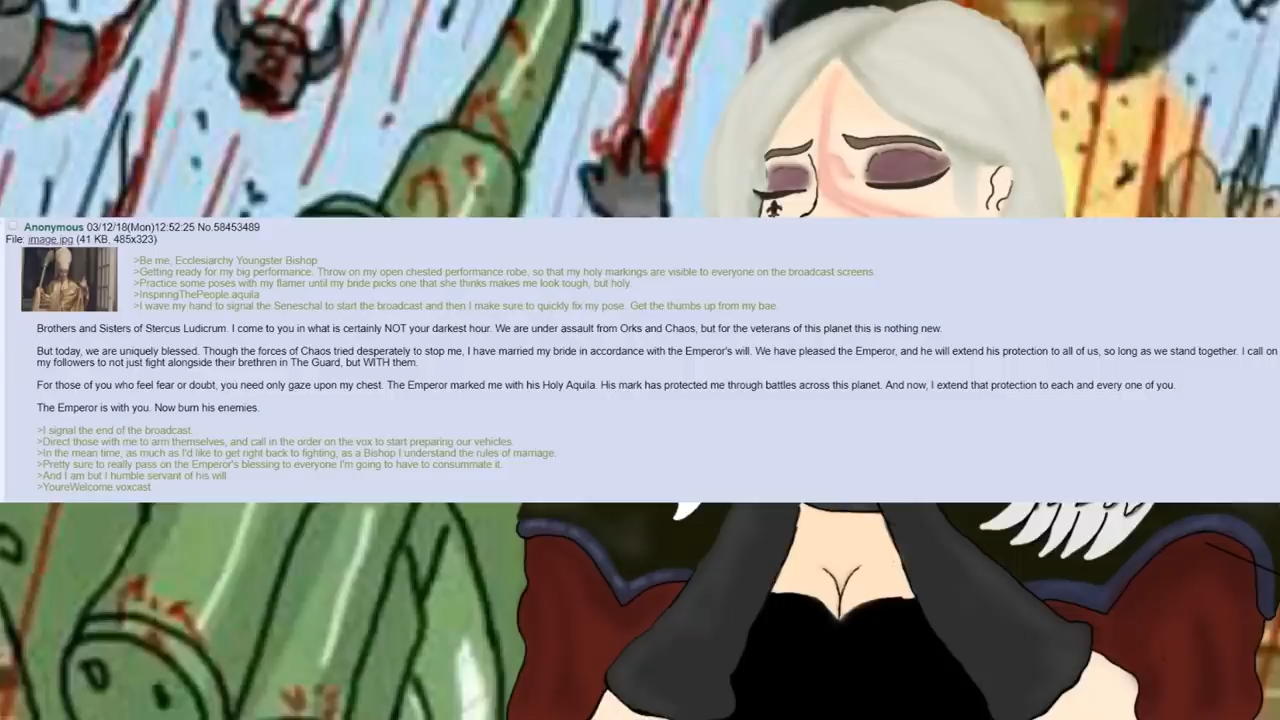 Anonymous 03/12/18(Mon)12:52:25 No.58453489
File: image.jpg (41 KB, 485x323)
>Be me, Ecclesiarchy Youngster Bishop
>Getting ready for my big performance. Throw on my open chested performance robe, so that my holy markings are visible to everyone on the broadcast screens.
>Practice some poses with my flamer until my bride picks one that she thinks makes me look tough, but holy.
>InspiringThePeople.aquila
>I wave my hand to signal the Seneschal to start the broadcast and then I make sure to quickly fix my pose. Get the thumbs up from my bae.
Brothers and Sisters of Stercus Ludicrum. I come to you in what is certainly NOT your darkest hour. We are under assault from Orks and Chaos, but for the veterans of this planet this is nothing new.
But today, we are uniquely blessed. Though the forces of Chaos tried desperately to stop me, I have married my bride in accordance with the Emperor's will. We have pleased the Emperor, and he will extend his protection to all of us, so long as we stand together. I call on
my followers to not just fight alongside their brethren in The Guard, but WITH them.
For those of you who feel fear or doubt, you need only gaze upon my chest. The Emperor marked me with his Holy Aquila. His mark has protected me through battles across this planet. And now, I extend that protection to each and every one of you.
The Emperor is with you. Now burn his enemies.
>I signal the end of the broadcast.
>Direct those with me to arm themselves, and call in the order on the vox to start preparing our vehicles.
>In the mean time, as much as I'd like to get right back to fighting, as a Bishop I understand the rules of marriage.
>Pretty sure to really pass on the Emperor's blessing to everyone I'm going to have to consummate it.
>And I am but I humble servant of his will
>YoureWelcome.voxcast